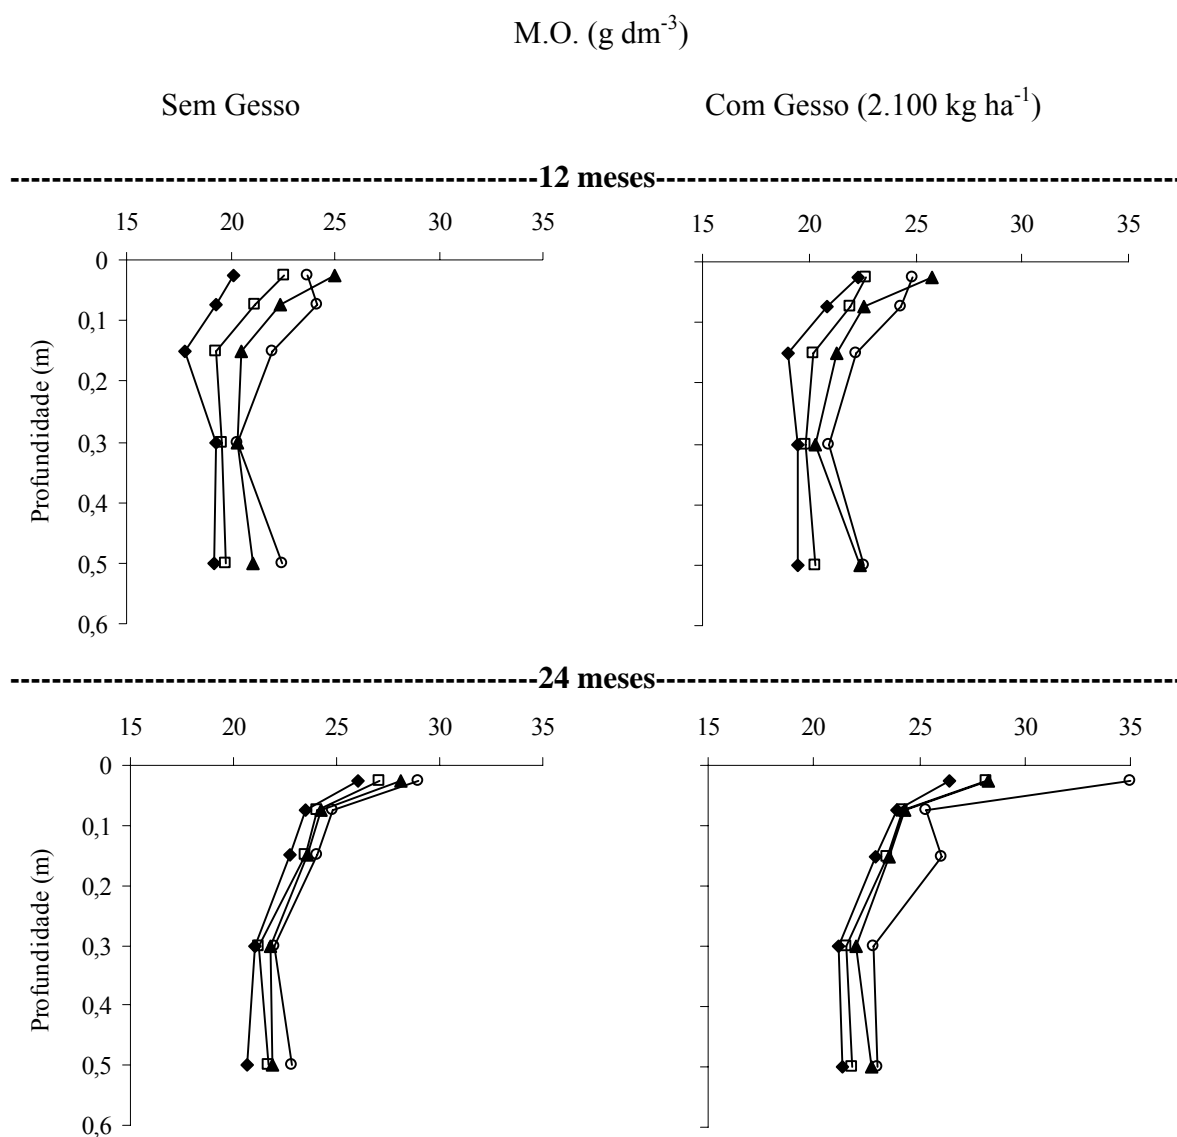 M.O. (g dm-3)
Sem Gesso Com Gesso (2.100 kg ha-1)
12 meses
15 20 25 30 35 15 20 25 30 35
0
0,1
0,2
0,3
0,4
0,5
0,6
Profundidade (m)
24 meses
15 20 25 30 35 15 20 25 30 35
0
0,1
0,2
0,3
0,4
0,5
0,6
Profundidade (m)